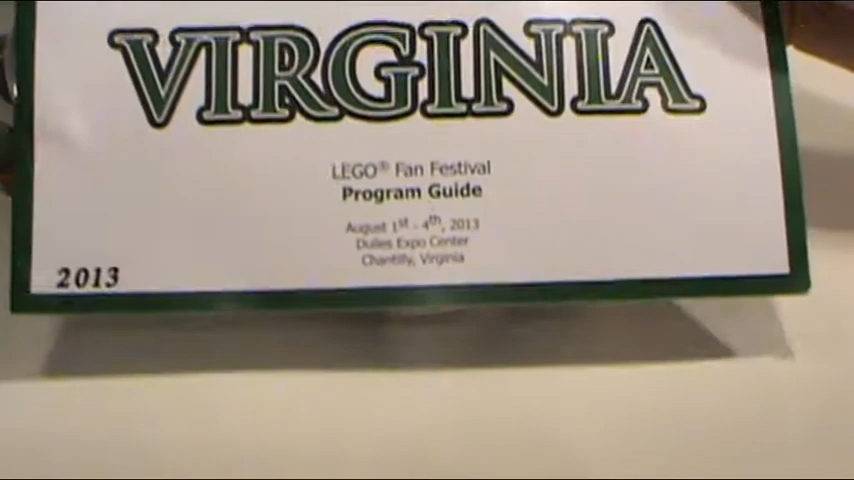 VIRGINIA
LEGO® Fan Festival
Program Guide
August 1st - 4th, 2013
Dulles Expo Center
Chantilly, Virginia
2013